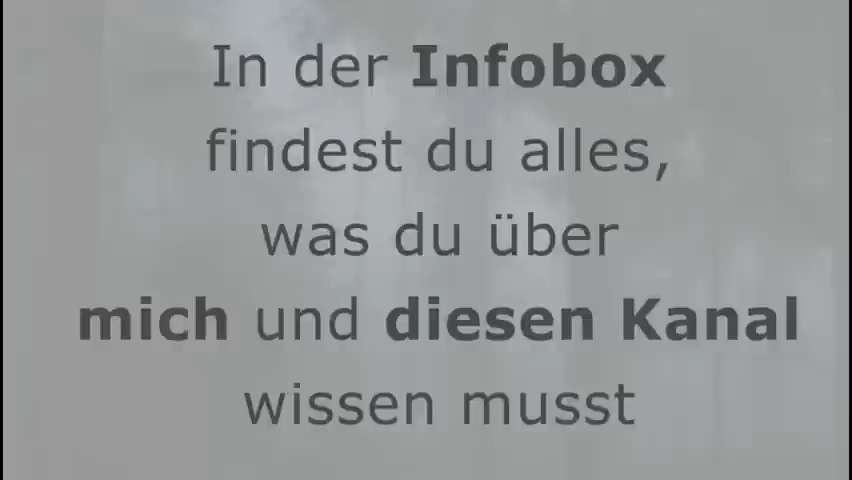 In der Infobox
findest du alles,
was du über
mich und diesen Kanal
wissen musst